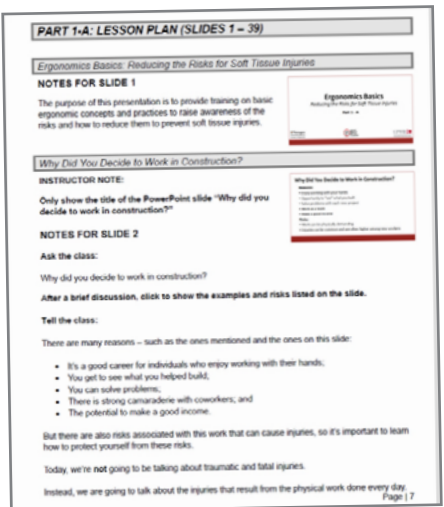 PART 1-A: LESSON PLAN (SLIDES 1 – 39)
Ergonomics Basics: Reducing the Risks for Soft Tissue Injuries
NOTES FOR SLIDE 1
The purpose of this presentation is to provide training on basic
ergonomic concepts and practices to raise awareness of the
risks and how to reduce them to prevent soft tissue injuries.
Ergonomics Basics
Reducing the Risks for Soft Tissue Injuries
Why Did You Decide to Work in Construction?
INSTRUCTOR NOTE:
Only show the title of the PowerPoint slide “Why did you
decide to work in construction?”
Why Did You Decide to Work in Construction?
NOTES FOR SLIDE 2
Ask the class:
Why did you decide to work in construction?
After a brief discussion, click to show the examples and risks listed on the slide.
Tell the class:
There are many reasons – such as the ones mentioned and the ones on this slide:
• It's a good career for individuals who enjoy working with their hands;
• You get to see what you helped build;
• You can solve problems;
• There is strong camaraderie with coworkers; and
• The potential to make a good income.
But there are also risks associated with this work that can cause injuries, so it's important to learn
how to protect yourself from these risks.
Today, we're not going to be talking about traumatic and fatal injuries.
Instead, we are going to talk about the injuries that result from the physical work done every day.
Page | 7